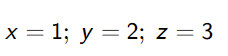 x = 1; y = 2; z = 3